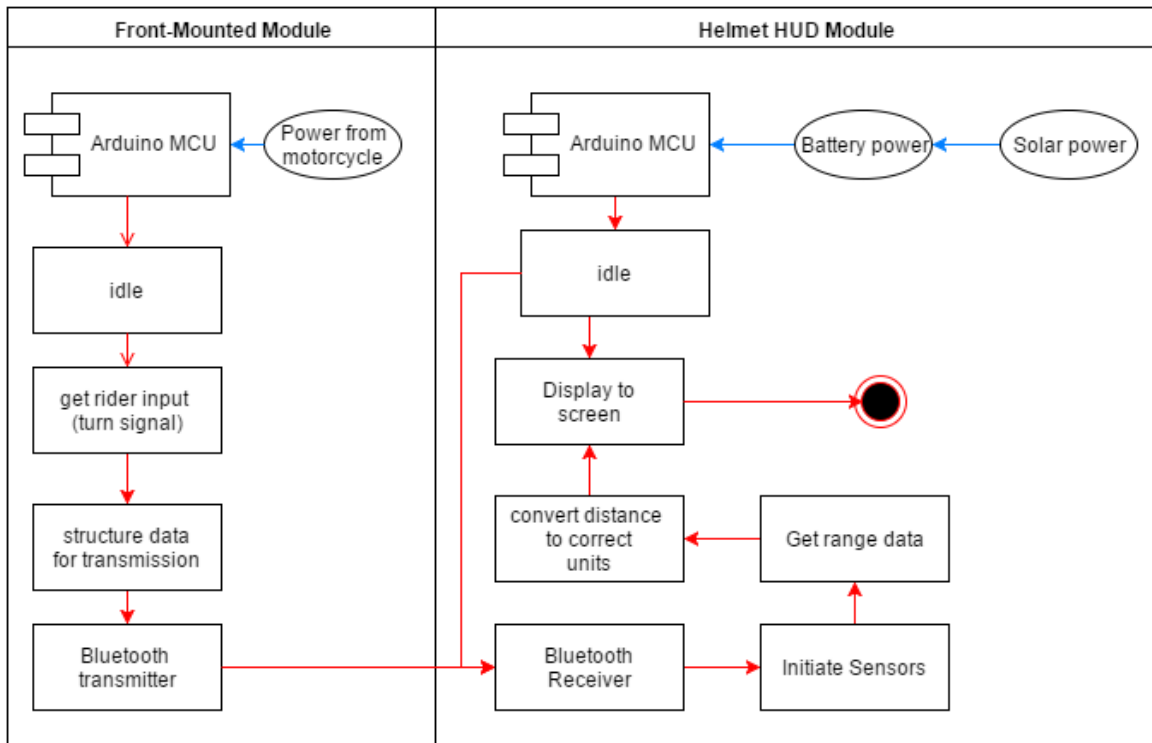 Front-Mounted Module
Helmet HUD Module
Arduino MCU
Power from
motorcycle
Arduino MCU
Battery power
Solar power
idle
idle
get rider input
(turn signal)
Display to
screen
structure data
for transmission
convert distance
to correct
units
Get range data
Bluetooth
transmitter
Bluetooth
Receiver
Initiate Sensors